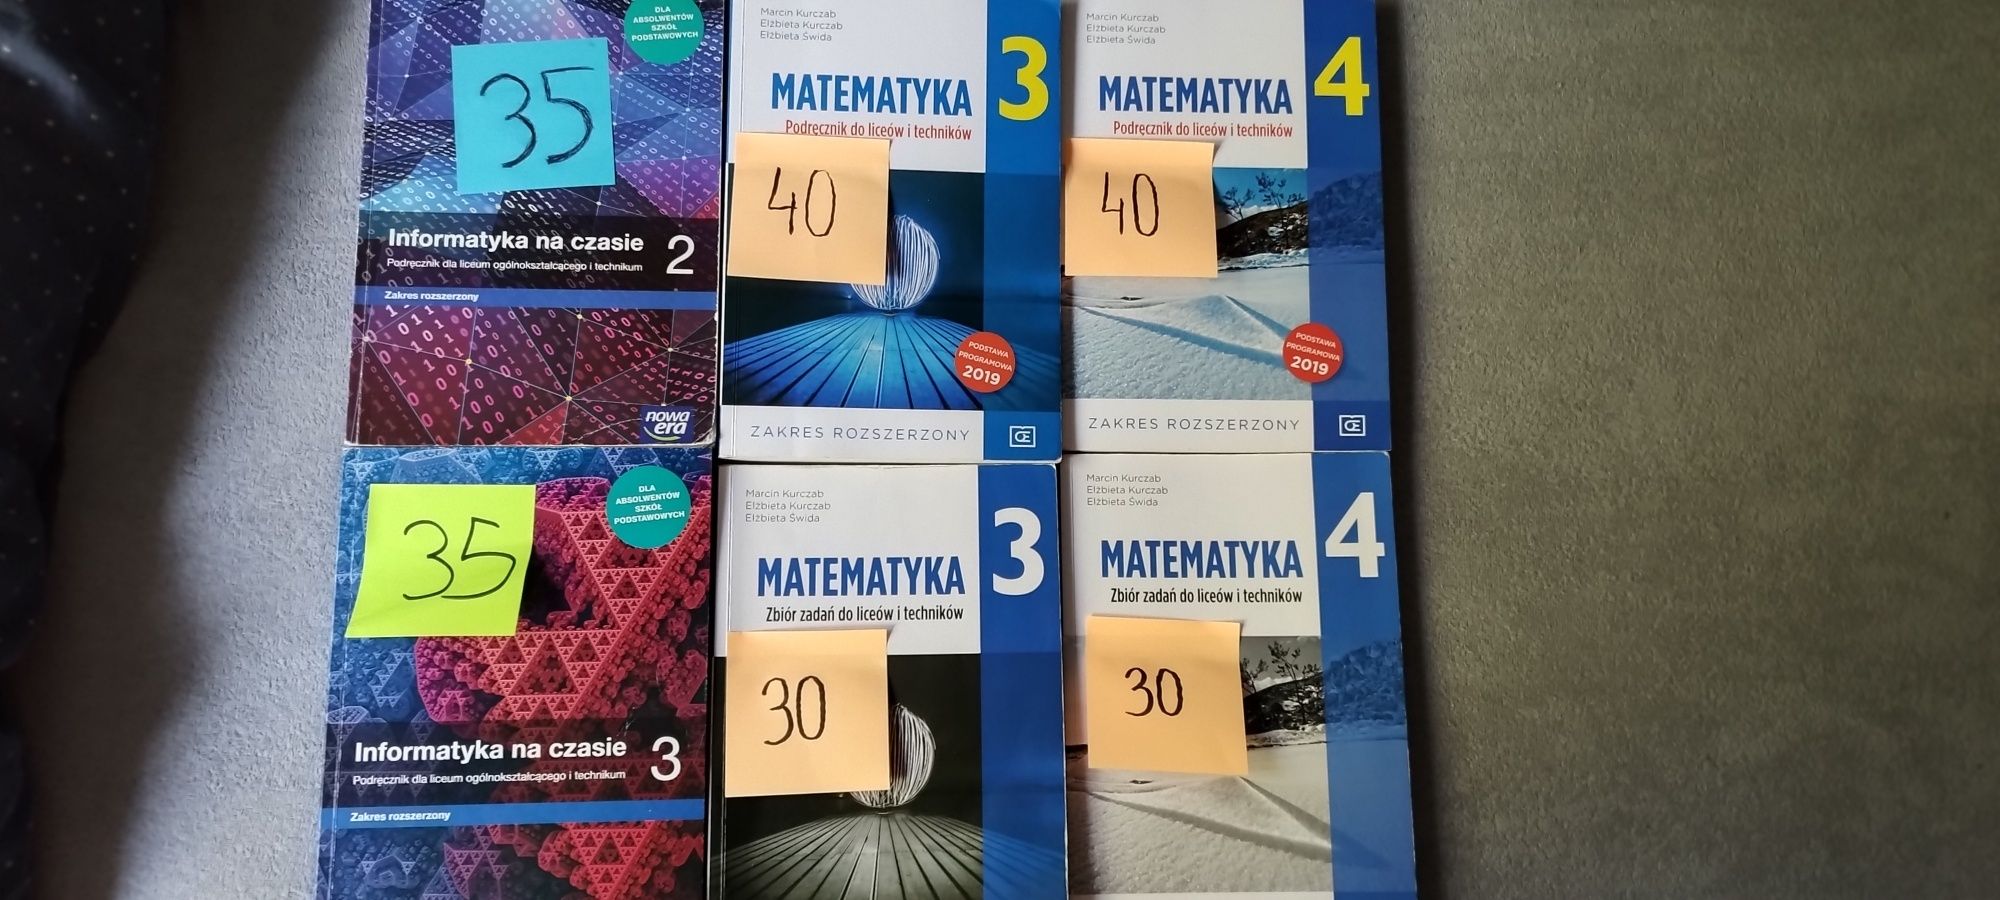 DLA
ABSOLWENTÓW
SZKÓŁ
PODSTAWOWYCH
35
Informatyka na czasie 2
Podręcznik dla liceum ogólnokształcącego i technikum
Zakres rozszerzony
nowa
era
Marcin Kurczab
Elżbieta Kurczab
Elżbieta Świda
3
MATEMATYKA
Podręcznik do liceów i techników
40
PODSTAWA
PROGRAMOWA
2019
ZAKRES ROZSZERZONY
OE
Marcin Kurczab
Elżbieta Kurczab
Elżbieta Świda
4
MATEMATYKA
Podręcznik do liceów i techników
40
PODSTAWA
PROGRAMOWA
2019
ZAKRES ROZSZERZONY
OE
DLA
ABSOLWENTÓW
SZKÓŁ
PODSTAWOWYCH
35
Informatyka na czasie 3
Podręcznik dla liceum ogólnokształcącego i technikum
Zakres rozszerzony
Marcin Kurczab
Elżbieta Kurczab
Elżbieta Świda
3
MATEMATYKA
Zbiór zadań do liceów i techników
30
Marcin Kurczab
Elżbieta Kurczab
Elżbieta Świda
4
MATEMATYKA
Zbiór zadań do liceów i techników
30